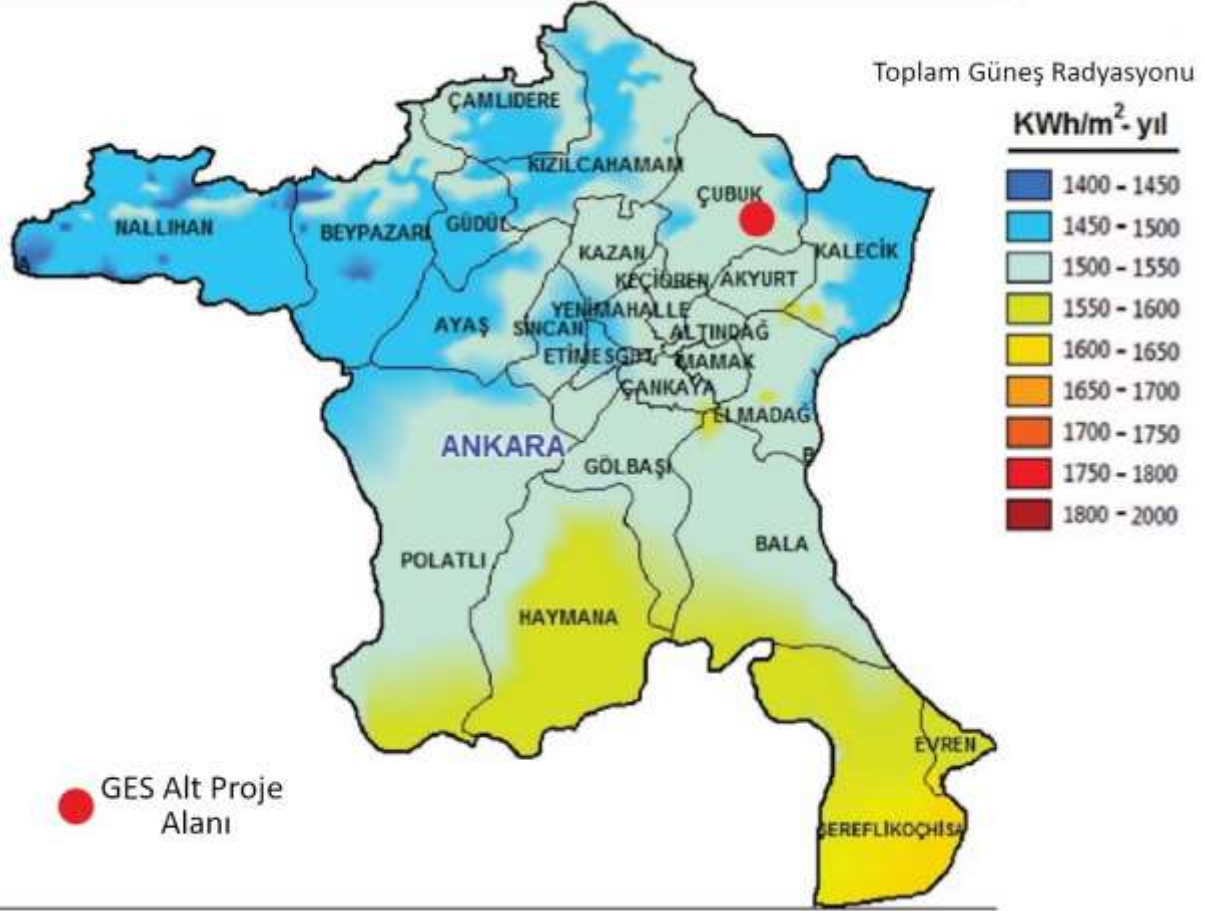 Toplam Güneş Radyasyonu
KWh/m²- yıl
1400 - 1450
1450 - 1500
1500 - 1550
1550 - 1600
1600 - 1650
1650 - 1700
1700 - 1750
1750 - 1800
1800 - 2000
ÇAMLIDERE
KIZILCAHAMAM
ÇUBUK
NALLIHAN
BEYPAZARI
GÜDÜL
KAZAN
KALECİK
KEÇİÖREN
AKYURT
YENİMAHALLE
AYAŞ
SİNCAN
ALTINDAĞ
ETİMESGUT
MAMAK
ÇANKAYA
ELMADAĞ
ANKARA
GÖLBAŞI
BALA
POLATLI
HAYMANA
EVREN
ŞEREFLİKOÇHİSA
GES Alt Proje
Alanı